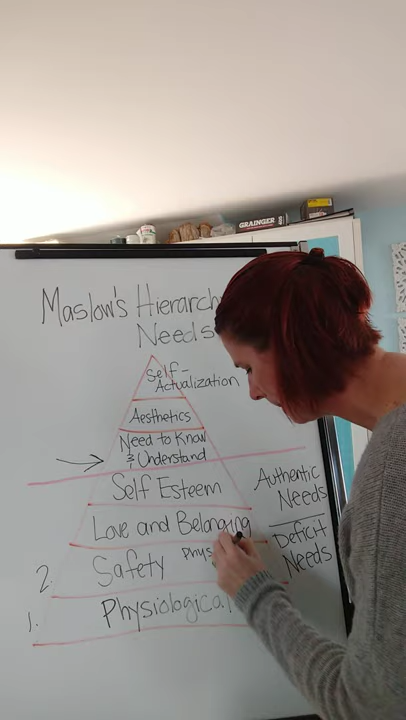 GRAINGER
Maslow's Hierarch
Needs
Self-
Actualization
Aesthetics
Need to Know
& Understand
Self Esteem
Authentic
Needs
Love and Belonging
Deficit
Needs
2. Safety Phys
1. Physiological